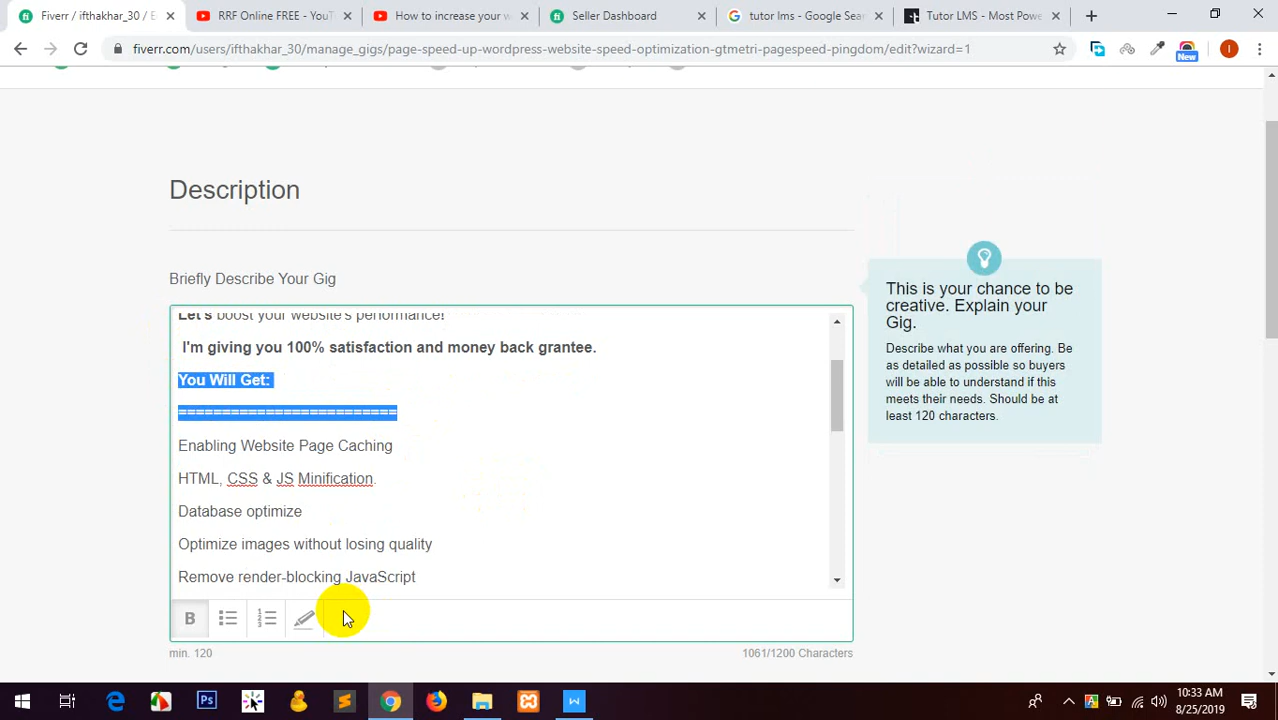 Fiverr / ifthakhar_30 / E
RRF Online FREE - YouT
How to increase your w
Seller Dashboard
tutor lms - Google Sear
Tutor LMS - Most Powe
fiverr.com/users/ifthakhar_30/manage_gigs/page-speed-up-wordpress-website-speed-optimization-gtmetri-pagespeed-pingdom/edit?wizard=1
I
New
Description
Briefly Describe Your Gig
Let's boost your website's performance!
I'm giving you 100% satisfaction and money back grantee.
You Will Get:
========================
Enabling Website Page Caching
HTML, CSS & JS Minification.
Database optimize
Optimize images without losing quality
Remove render-blocking JavaScript
B
min. 120
1061/1200 Characters
This is your chance to be
creative. Explain your
Gig.
Describe what you are offering. Be
as detailed as possible so buyers
will be able to understand if this
meets their needs. Should be at
least 120 characters.
10:33 AM
8/25/2019